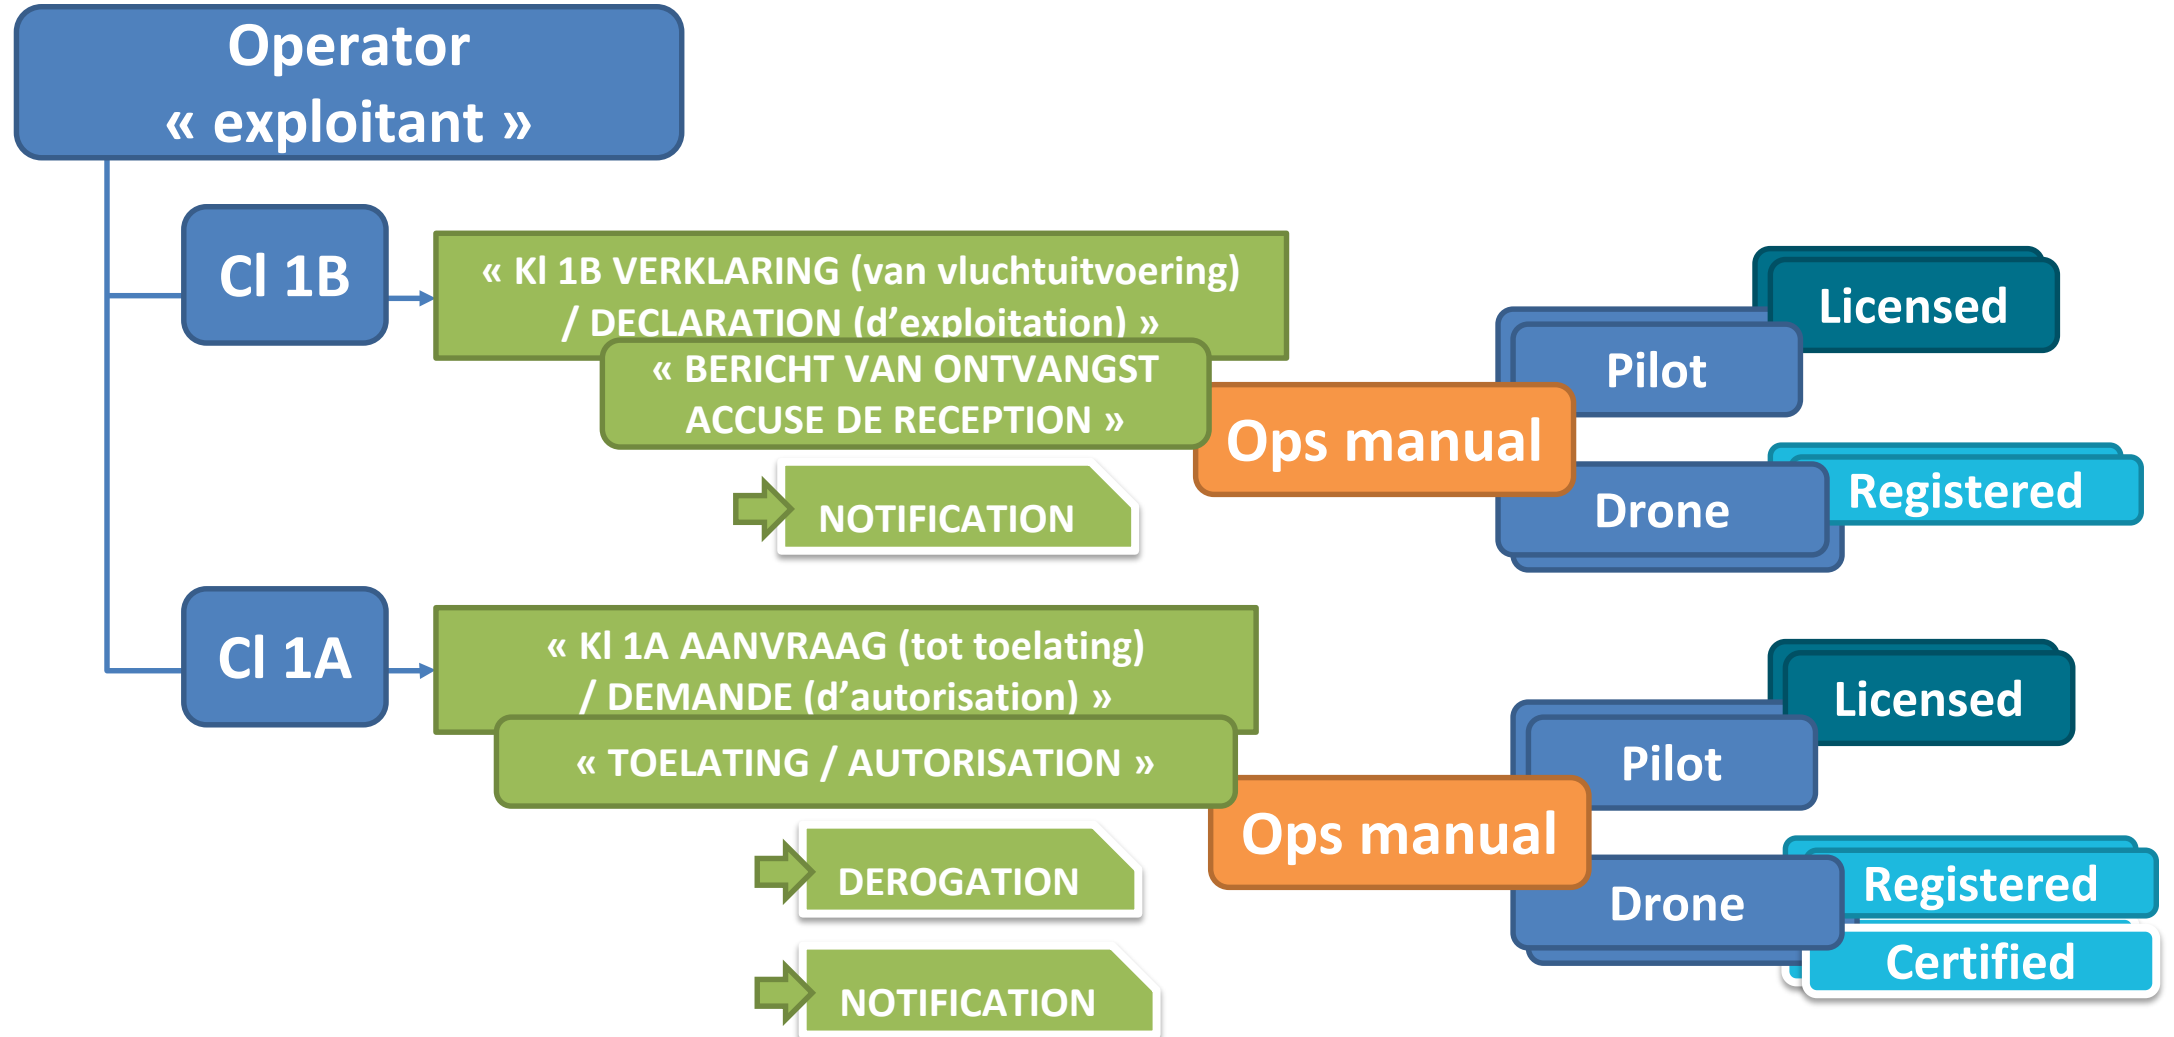 Operator
« exploitant »
Cl 1B
« Kl 1B VERKLARING (van vluchtuitvoering)
/ DECLARATION (d’exploitation) »
« BERICHT VAN ONTVANGST
ACCUSE DE RECEPTION »
NOTIFICATION
Ops manual
Pilot
Licensed
Drone
Registered
Cl 1A
« Kl 1A AANVRAAG (tot toelating)
/ DEMANDE (d’autorisation) »
« TOELATING / AUTORISATION »
DEROGATION
NOTIFICATION
Ops manual
Pilot
Licensed
Drone
Registered
Certified